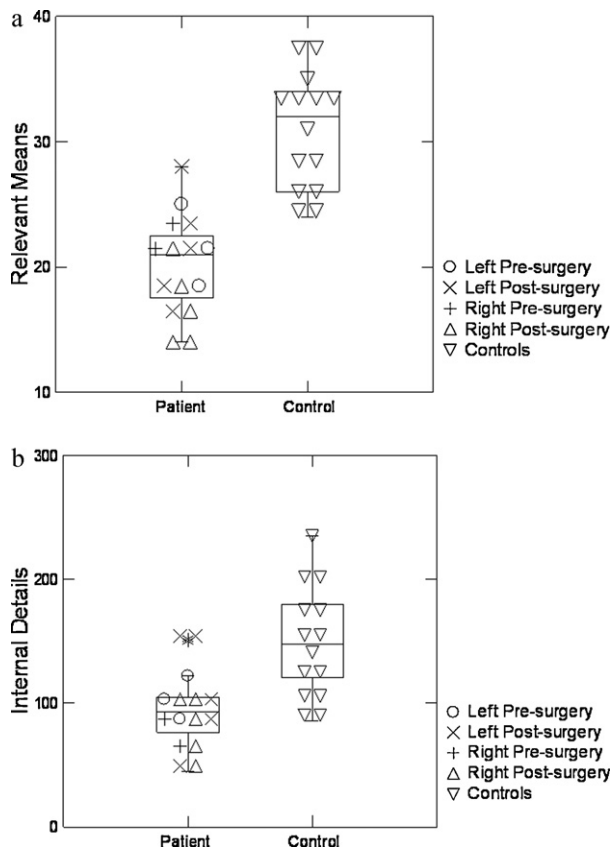 a
40
30
20
10
Relevant Means
Patient
Control
Left Pre-surgery
Left Post-surgery
Right Pre-surgery
Right Post-surgery
Controls
b
300
200
100
0
Internal Details
Patient
Control
Left Pre-surgery
Left Post-surgery
Right Pre-surgery
Right Post-surgery
Controls